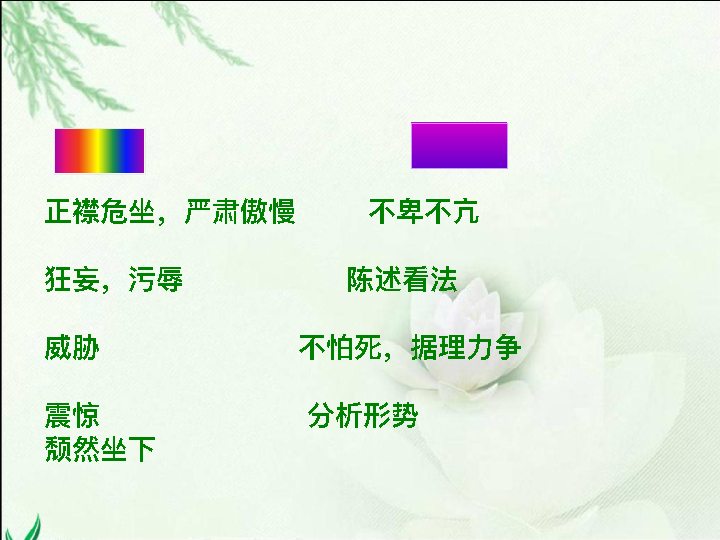 正襟危坐，严肃傲慢 不卑不亢
狂妄，污辱 陈述看法
威胁 不怕死，据理力争
震惊 分析形势
颓然坐下